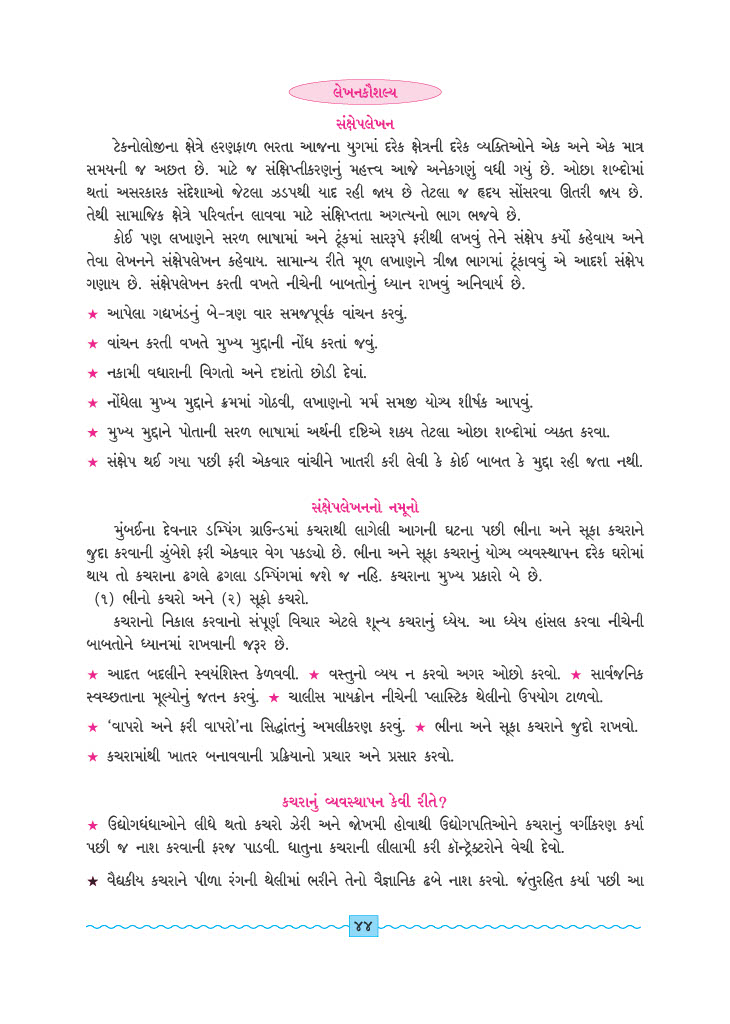 લેખનકૌશલ્ય
સંક્ષેપલેખન
ટેકનોલોજીના ક્ષેત્રે હરણફાળ ભરતા આજના યુગમાં દરેક ક્ષેત્રની દરેક વ્યક્તિઓને એક અને એક માત્ર
સમયની જ અછત છે. માટે જ સંક્ષિપ્તીકરણનું મહત્ત્વ આજે અનેકગણું વધી ગયું છે. ઓછા શબ્દોમાં
થતાં અસરકારક સંદેશાઓ જેટલા ઝડપથી યાદ રહી જાય છે તેટલા જ હૃદય સોંસરવા ઊતરી જાય છે.
તેથી સામાજિક ક્ષેત્રે પરિવર્તન લાવવા માટે સંક્ષિપ્તતા અગત્યનો ભાગ ભજવે છે.
કોઈ પણ લખાણને સરળ ભાષામાં અને ટૂંકમાં સારરૂપે ફરીથી લખવું તેને સંક્ષેપ કર્યો કહેવાય અને
તેવા લેખનને સંક્ષેપલેખન કહેવાય. સામાન્ય રીતે મૂળ લખાણને ત્રીજા ભાગમાં ટૂંકાવવું એ આદર્શ સંક્ષેપ
ગણાય છે. સંક્ષેપલેખન કરતી વખતે નીચેની બાબતોનું ધ્યાન રાખવું અનિવાર્ય છે.
★ આપેલા ગદ્યખંડનું બે-ત્રણ વાર સમજપૂર્વક વાંચન કરવું.
★ વાંચન કરતી વખતે મુખ્ય મુદ્દાની નોંધ કરતાં જવું.
★ નકામી વધારાની વિગતો અને દષ્ટાંતો છોડી દેવાં.
★ નોંધેલા મુખ્ય મુદ્દાને ક્રમમાં ગોઠવી, લખાણનો મર્મ સમજી યોગ્ય શીર્ષક આપવું.
★ મુખ્ય મુદ્દાને પોતાની સરળ ભાષામાં અર્થની દષ્ટિએ શક્ય તેટલા ઓછા શબ્દોમાં વ્યક્ત કરવા.
★ સંક્ષેપ થઈ ગયા પછી ફરી એકવાર વાંચીને ખાતરી કરી લેવી કે કોઈ બાબત કે મુદ્દા રહી જતા નથી.
સંક્ષેપલેખનનો નમૂનો
મુંબઈના દેવનાર ડમ્પિંગ ગ્રાઉન્ડમાં કચરાથી લાગેલી આગની ઘટના પછી ભીના અને સૂકા કચરાને
જુદા કરવાની ઝુંબેશે ફરી એકવાર વેગ પકડ્યો છે. ભીના અને સૂકા કચરાનું યોગ્ય વ્યવસ્થાપન દરેક ઘરોમાં
થાય તો કચરાના ઢગલે ઢગલા ડમ્પિંગમાં જશે જ નહિ. કચરાના મુખ્ય પ્રકારો બે છે.
(૧) ભીનો કચરો અને (૨) સૂકો કચરો.
કચરાનો નિકાલ કરવાનો સંપૂર્ણ વિચાર એટલે શૂન્ય કચરાનું ધ્યેય. આ ધ્યેય હાંસલ કરવા નીચેની
બાબતોને ધ્યાનમાં રાખવાની જરૂર છે.
★ આદત બદલીને સ્વયંશિસ્ત કેળવવી. ★ વસ્તુનો વ્યય ન કરવો અગર ઓછો કરવો. ★ સાર્વજનિક
સ્વચ્છતાના મૂલ્યોનું જતન કરવું. ★ ચાલીસ માયક્રોન નીચેની પ્લાસ્ટિક થેલીનો ઉપયોગ ટાળવો.
★ ‘વાપરો અને ફરી વાપરો’ના સિદ્ધાંતનું અમલીકરણ કરવું. ★ ભીના અને સૂકા કચરાને જુદો રાખવો.
★ કચરામાંથી ખાતર બનાવવાની પ્રક્રિયાનો પ્રચાર અને પ્રસાર કરવો.
કચરાનું વ્યવસ્થાપન કેવી રીતે?
★ ઉદ્યોગધંધાઓને લીધે થતો કચરો ઝેરી અને જોખમી હોવાથી ઉદ્યોગપતિઓને કચરાનું વર્ગીકરણ કર્યા
પછી જ નાશ કરવાની ફરજ પાડવી. ધાતુના કચરાની લીલામી કરી કૉન્ટ્રૅક્ટરોને વેચી દેવો.
★ વૈદ્યકીય કચરાને પીળા રંગની થેલીમાં ભરીને તેનો વૈજ્ઞાનિક ઢબે નાશ કરવો. જંતુરહિત કર્યા પછી આ
૪૪